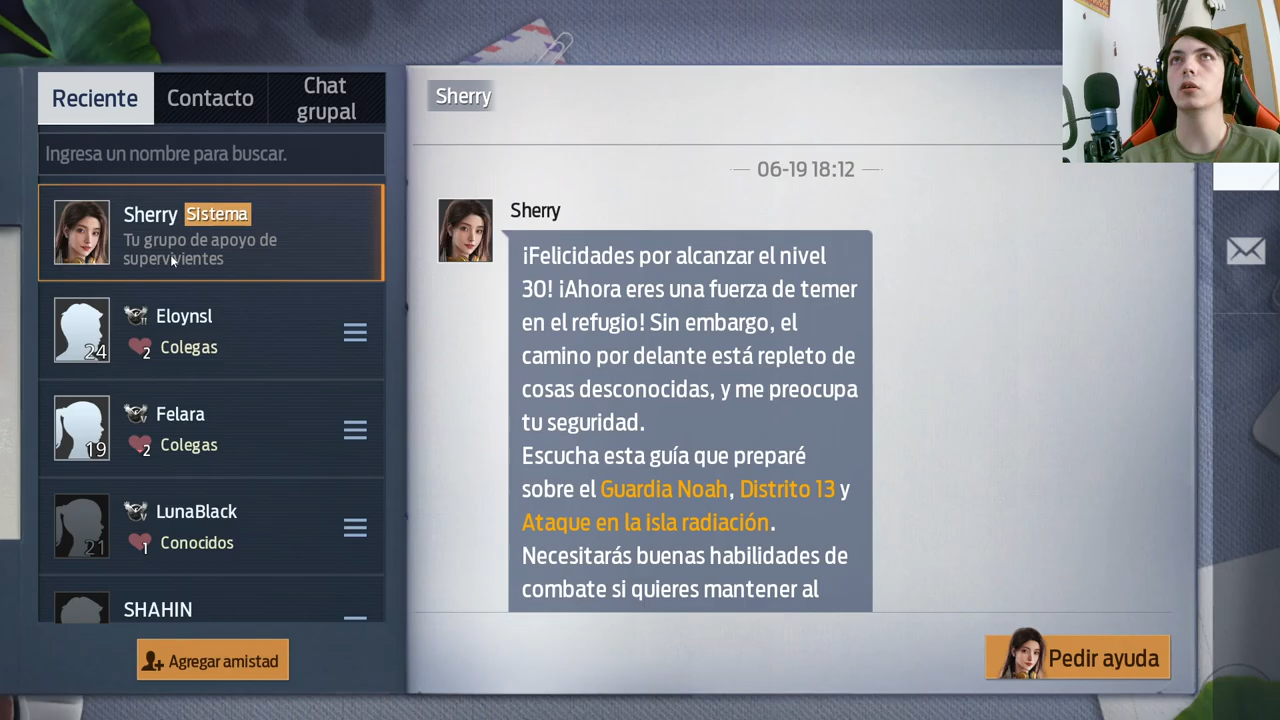 Reciente
Contacto
Chat
grupal
Ingresa un nombre para buscar.
Sherry Sistema
Tu grupo de apoyo de
supervivientes
24
Eloynsl
2 Colegas
19
Felara
2 Colegas
21
LunaBlack
1 Conocidos
SHAHIN
Agregar amistad
Sherry
06-19 18:12
Sherry
¡Felicidades por alcanzar el nivel
30! ¡Ahora eres una fuerza de temer
en el refugio! Sin embargo, el
camino por delante está repleto de
cosas desconocidas, y me preocupa
tu seguridad.
Escucha esta guía que preparé
sobre el Guardia Noah, Distrito 13 y
Ataque en la isla radiación.
Necesitarás buenas habilidades de
combate si quieres mantener al
Pedir ayuda